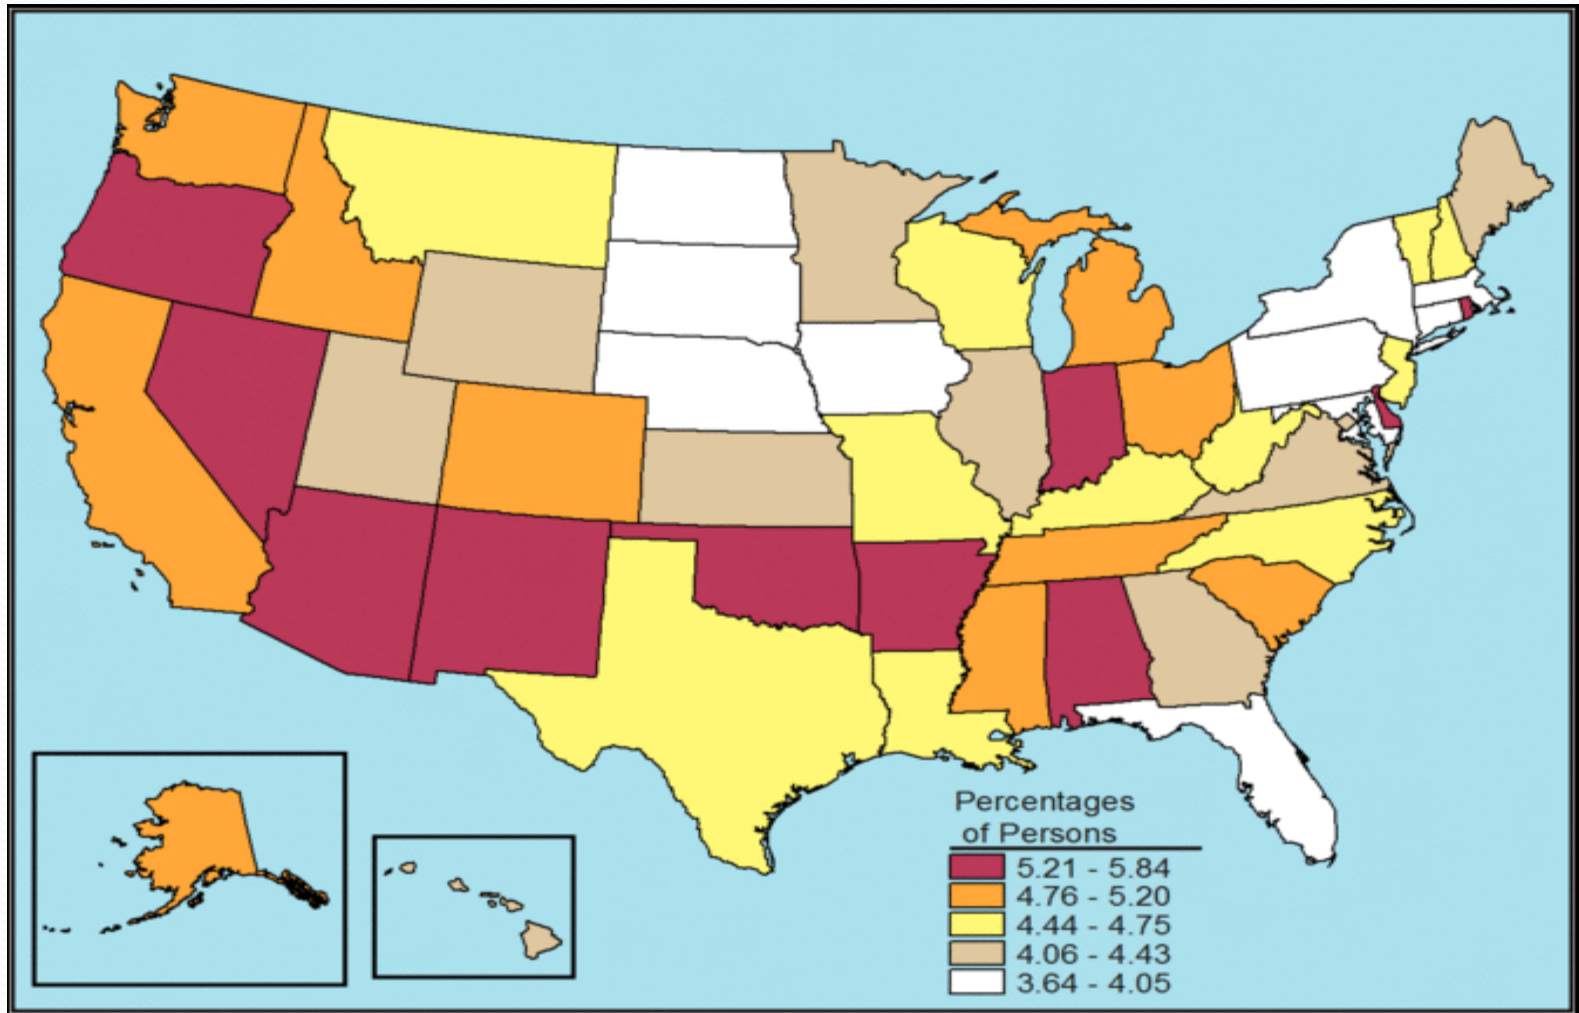 Percentages
of Persons
5.21 - 5.84
4.76 - 5.20
4.44 - 4.75
4.06 - 4.43
3.64 - 4.05